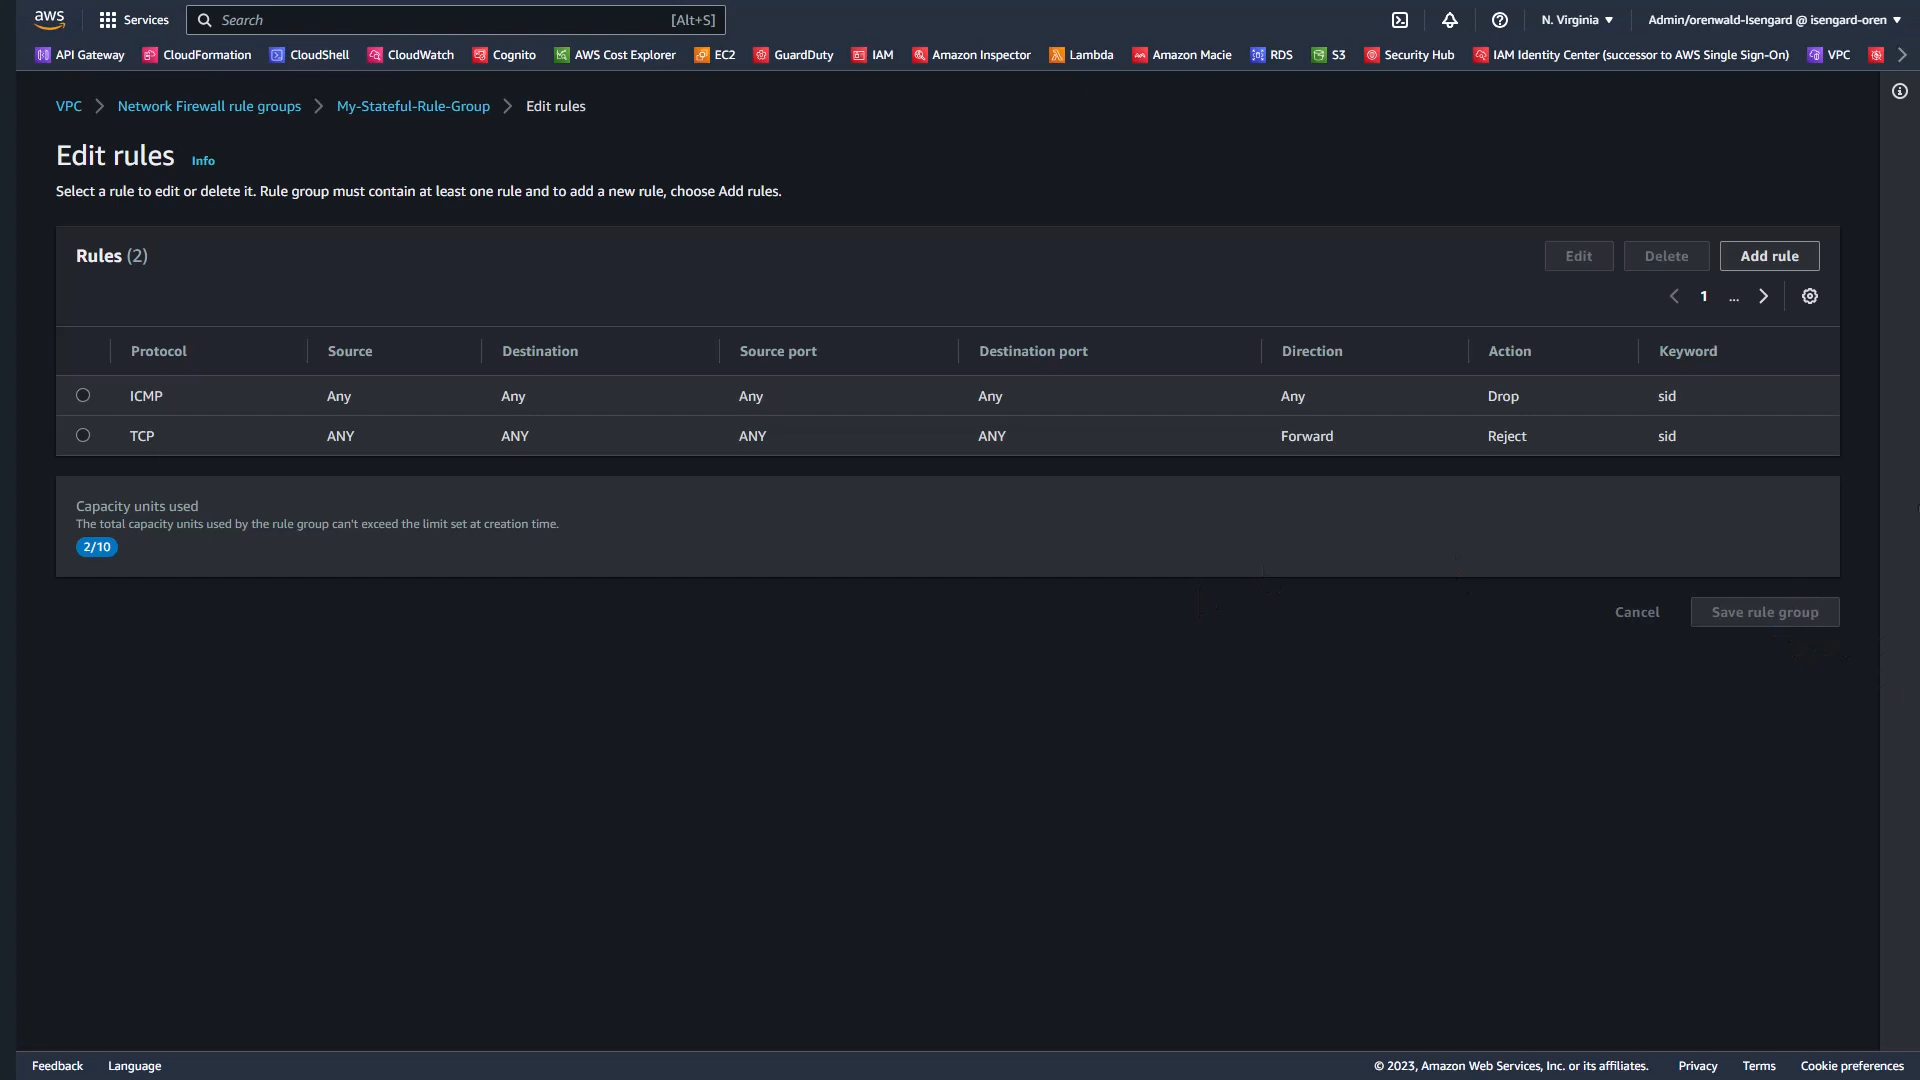 aws Services Search [Alt+S] N. Virginia Admin/orenwald-Isengard @ isengard-oren
API Gateway CloudFormation CloudShell CloudWatch Cognito AWS Cost Explorer EC2 GuardDuty IAM Amazon Inspector Lambda Amazon Macie RDS S3 Security Hub IAM Identity Center (successor to AWS Single Sign-On) VPC
VPC Network Firewall rule groups My-Stateful-Rule-Group Edit rules
Edit rules Info
Select a rule to edit or delete it. Rule group must contain at least one rule and to add a new rule, choose Add rules.
Rules (2) Edit Delete Add rule
1 ...
Protocol Source Destination Source port Destination port Direction Action Keyword
ICMP Any Any Any Any Any Drop sid
TCP ANY ANY ANY ANY Forward Reject sid
Capacity units used
The total capacity units used by the rule group can't exceed the limit set at creation time.
2/10
Cancel Save rule group
Feedback Language © 2023, Amazon Web Services, Inc. or its affiliates. Privacy Terms Cookie preferences